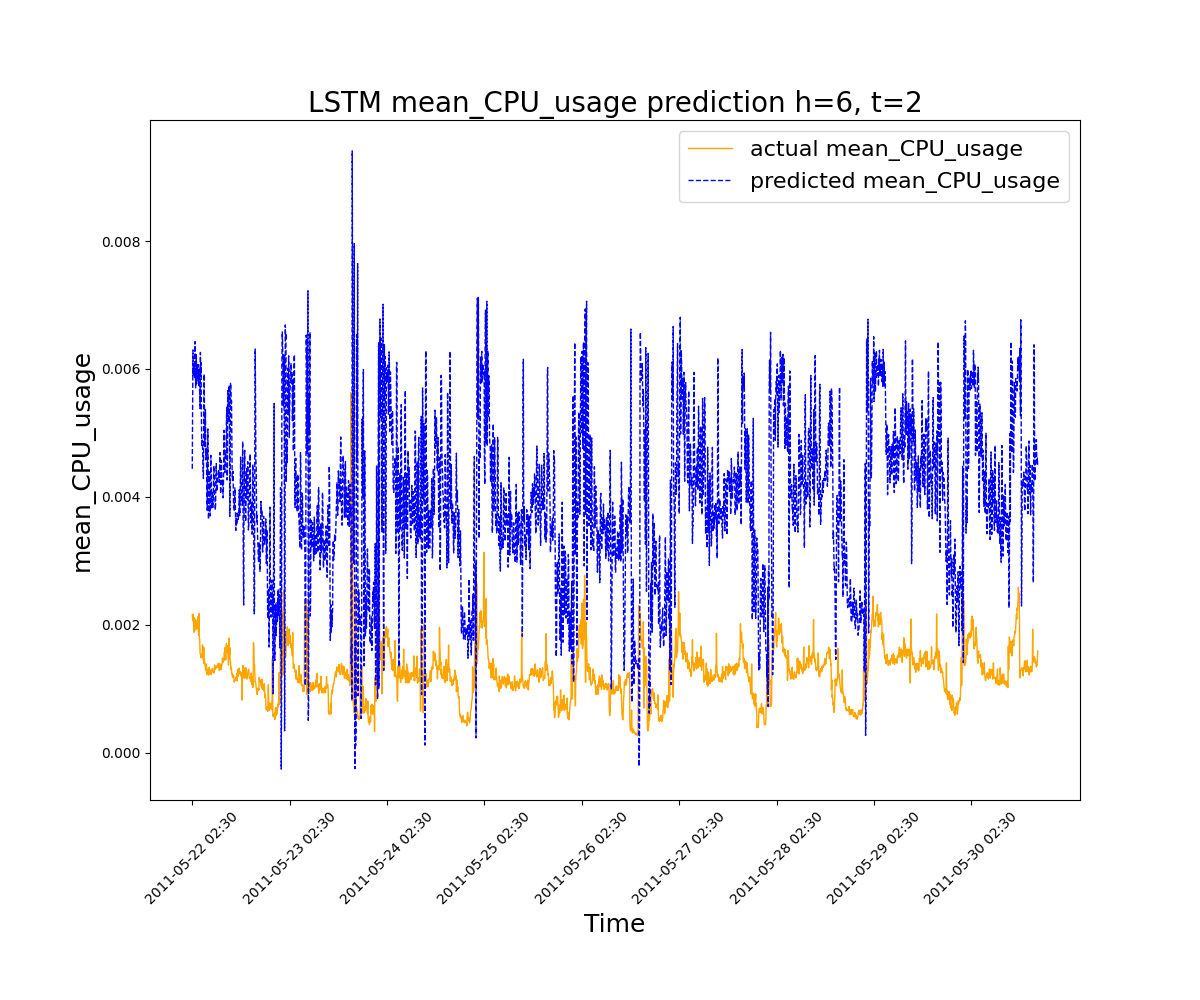 LSTM mean_CPU_usage prediction h=6, t=2
actual mean_CPU_usage
predicted mean_CPU_usage
0.008
0.006
0.004
0.002
0.000
mean_CPU_usage
2011-05-22 02:30
2011-05-23 02:30
2011-05-24 02:30
2011-05-25 02:30
2011-05-26 02:30
2011-05-27 02:30
2011-05-28 02:30
2011-05-29 02:30
2011-05-30 02:30
Time